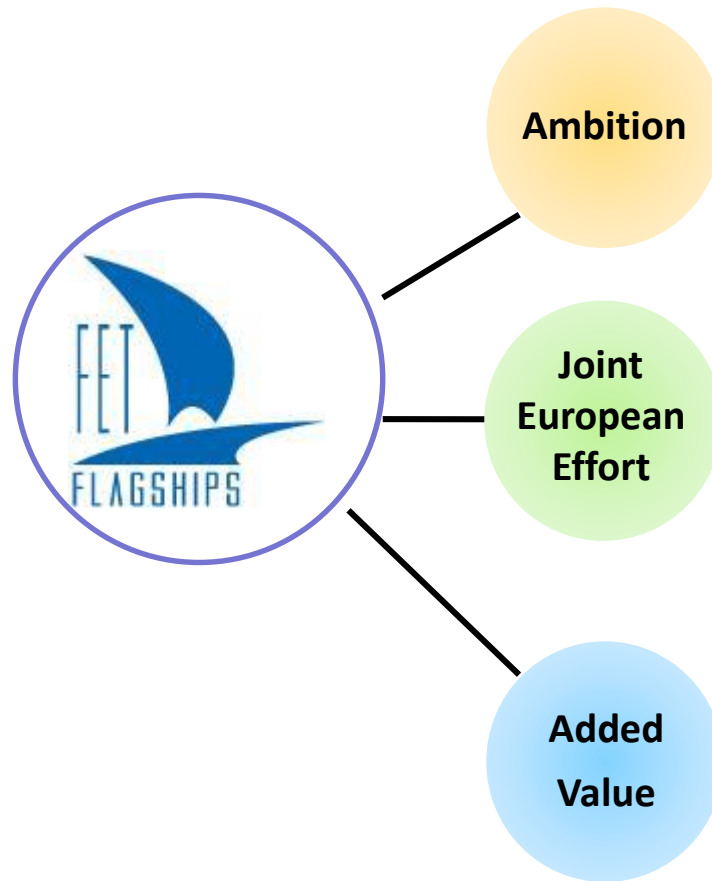 Ambition
FET
FLAGSHIPS
Joint
European
Effort
Added
Value